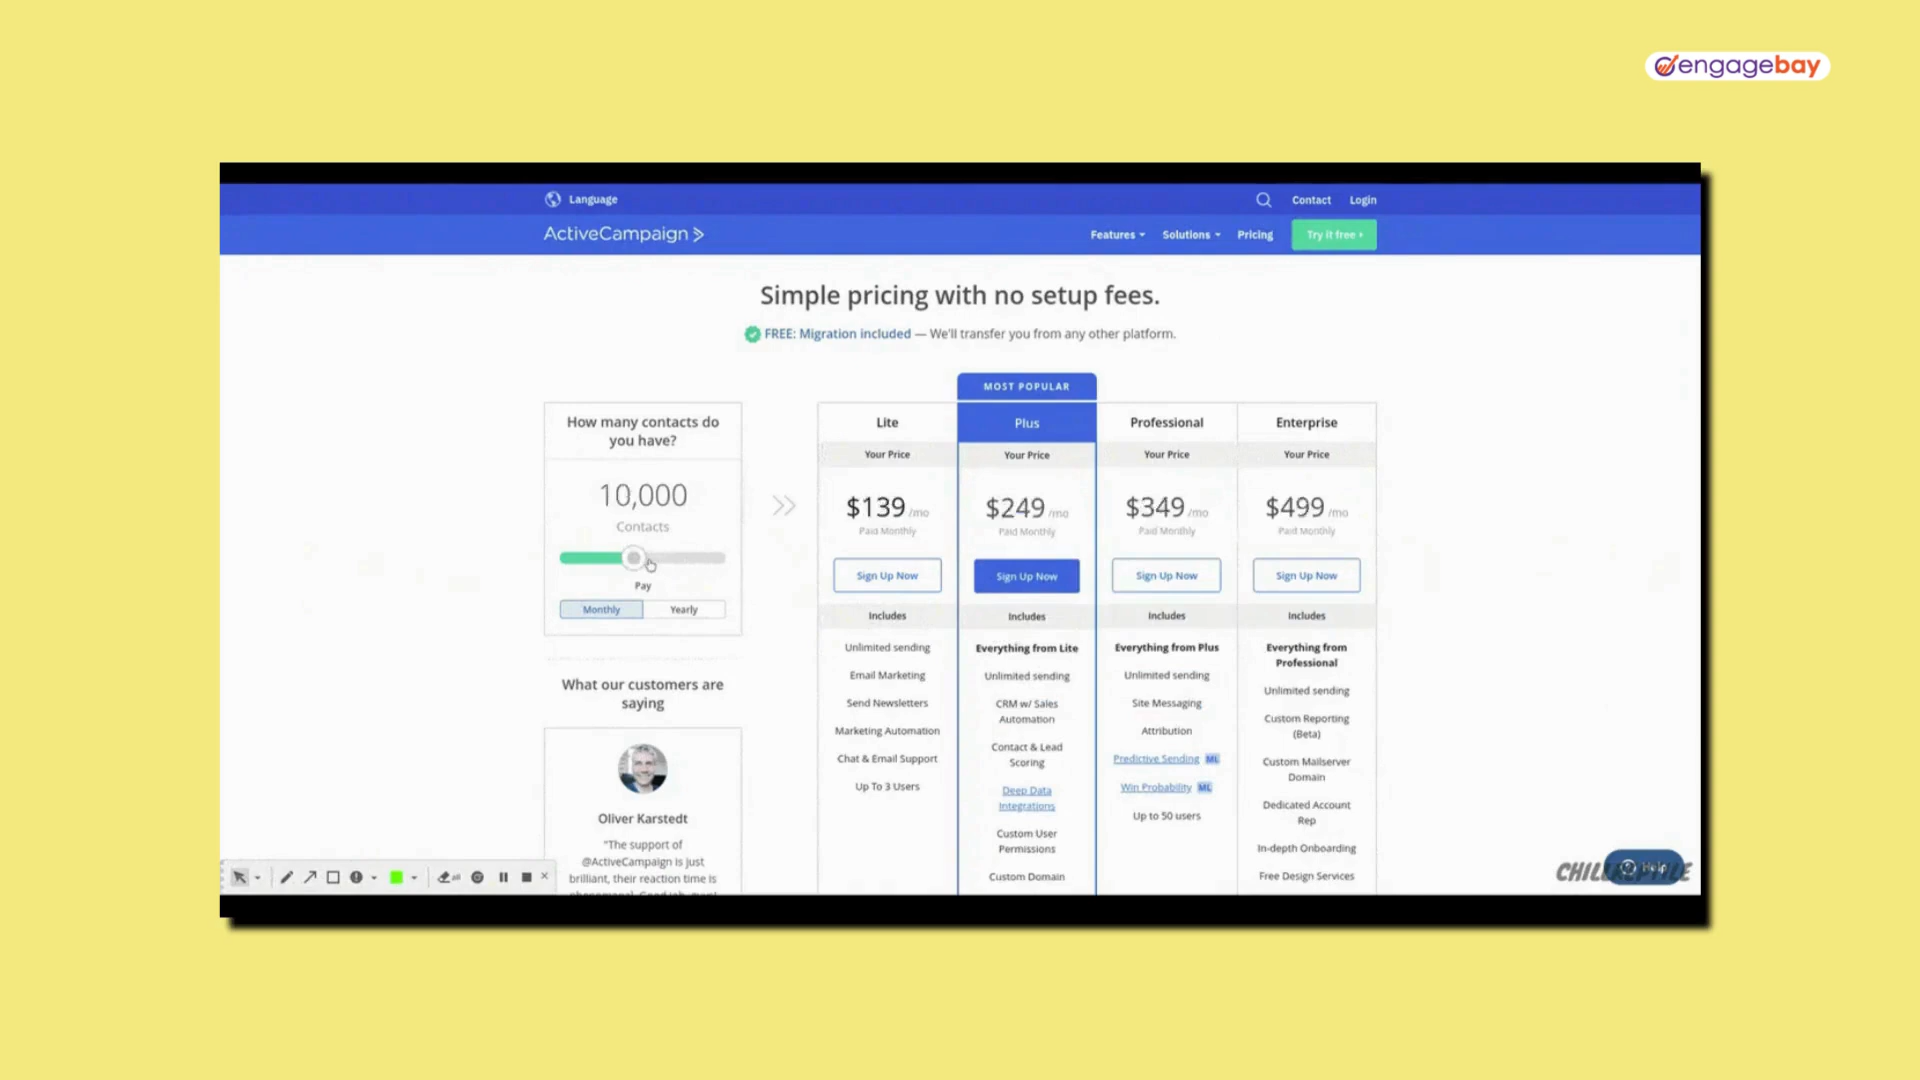 engagebay
Language
Contact
Login
ActiveCampaign >
Features
Solutions
Pricing
Try it free
Simple pricing with no setup fees.
FREE: Migration included — We'll transfer you from any other platform.
MOST POPULAR
How many contacts do
you have?
10,000
Contacts
Pay
Monthly
Yearly
What our customers are
saying
Oliver Karstedt
"The support of
@ActiveCampaign is just
brilliant, their reaction time is
Lite
Your Price
$139 /mo
Paid Monthly
Sign Up Now
Includes
Unlimited sending
Email Marketing
Send Newsletters
Marketing Automation
Chat & Email Support
Up To 3 Users
Plus
Your Price
$249 /mo
Paid Monthly
Sign Up Now
Includes
Everything from Lite
Unlimited sending
CRM w/ Sales
Automation
Contact & Lead
Scoring
Deep Data
Integrations
Custom User
Permissions
Custom Domain
Professional
Your Price
$349 /mo
Paid Monthly
Sign Up Now
Includes
Everything from Plus
Unlimited sending
Site Messaging
Attribution
Predictive Sending ML
Win Probability ML
Up to 50 users
Enterprise
Your Price
$499 /mo
Paid Monthly
Sign Up Now
Includes
Everything from
Professional
Unlimited sending
Custom Reporting
(Beta)
Custom Mailserver
Domain
Dedicated Account
Rep
In-depth Onboarding
Free Design Services
Help